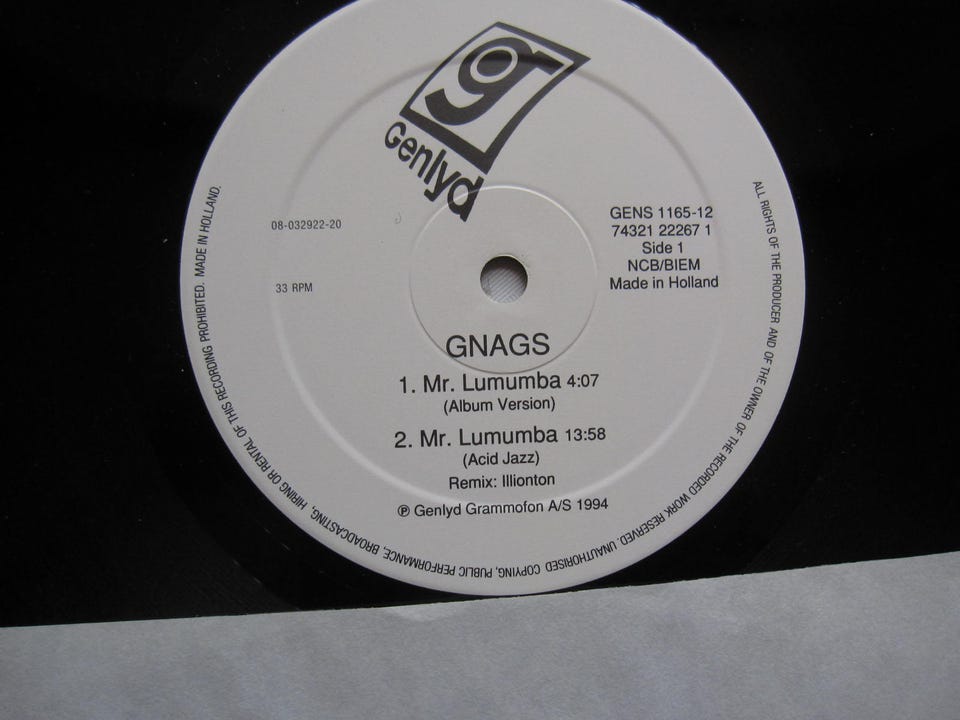 g
Genlyd
08-032922-20
33 RPM
GENS 1165-12
74321 22267 1
Side 1
NCB/BIEM
Made in Holland
GNAGS
1. Mr. Lumumba 4:07
(Album Version)
2. Mr. Lumumba 13:58
(Acid Jazz)
Remix: Illionton
℗ Genlyd Grammofon A/S 1994
ALL RIGHTS OF THE PRODUCER AND OF THE OWNER OF THE RECORDED WORK RESERVED. UNAUTHORISED COPYING, PUBLIC PERFORMANCE, BROADCASTING, HIRING OR RENTAL OF THIS RECORDING PROHIBITED. MADE IN HOLLAND.